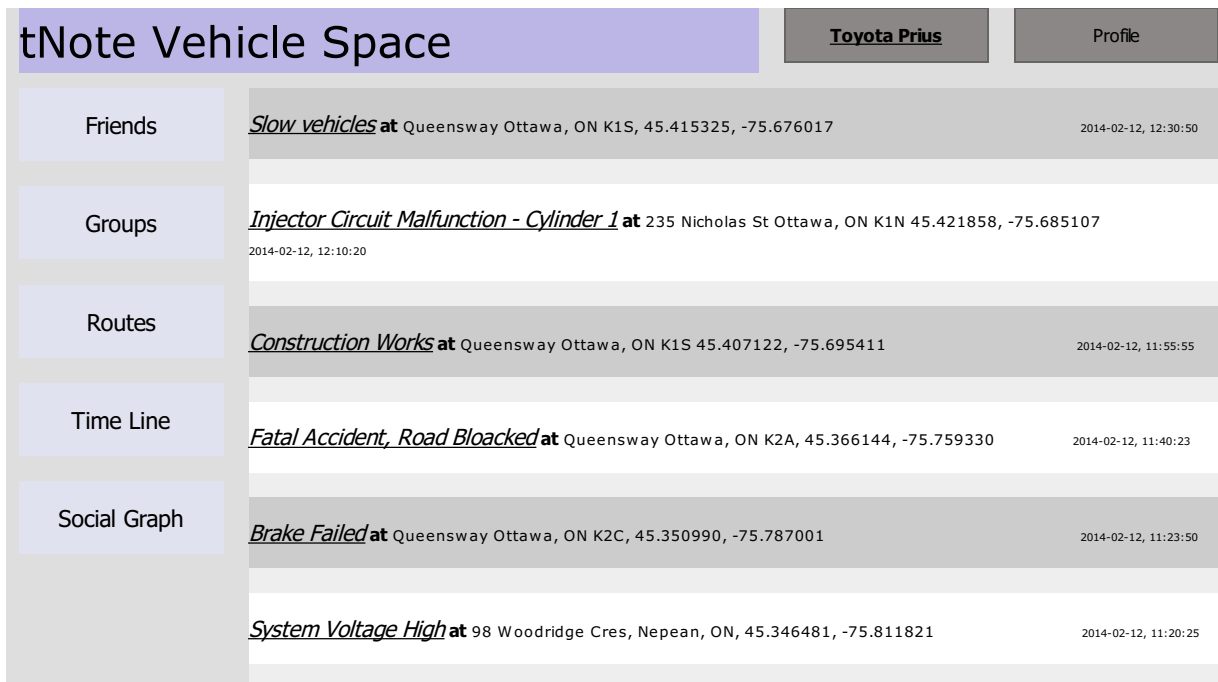 tNote Vehicle Space
Toyota Prius
Profile
Friends
Groups
Routes
Time Line
Social Graph
Slow vehicles at Queensway Ottawa, ON K1S, 45.415325, -75.676017 2014-02-12, 12:30:50
Injector Circuit Malfunction - Cylinder 1 at 235 Nicholas St Ottawa, ON K1N 45.421858, -75.685107
2014-02-12, 12:10:20
Construction Works at Queensway Ottawa, ON K1S 45.407122, -75.695411 2014-02-12, 11:55:55
Fatal Accident, Road Bloacked at Queensway Ottawa, ON K2A, 45.366144, -75.759330 2014-02-12, 11:40:23
Brake Failed at Queensway Ottawa, ON K2C, 45.350990, -75.787001 2014-02-12, 11:23:50
System Voltage High at 98 Woodridge Cres, Nepean, ON, 45.346481, -75.811821 2014-02-12, 11:20:25